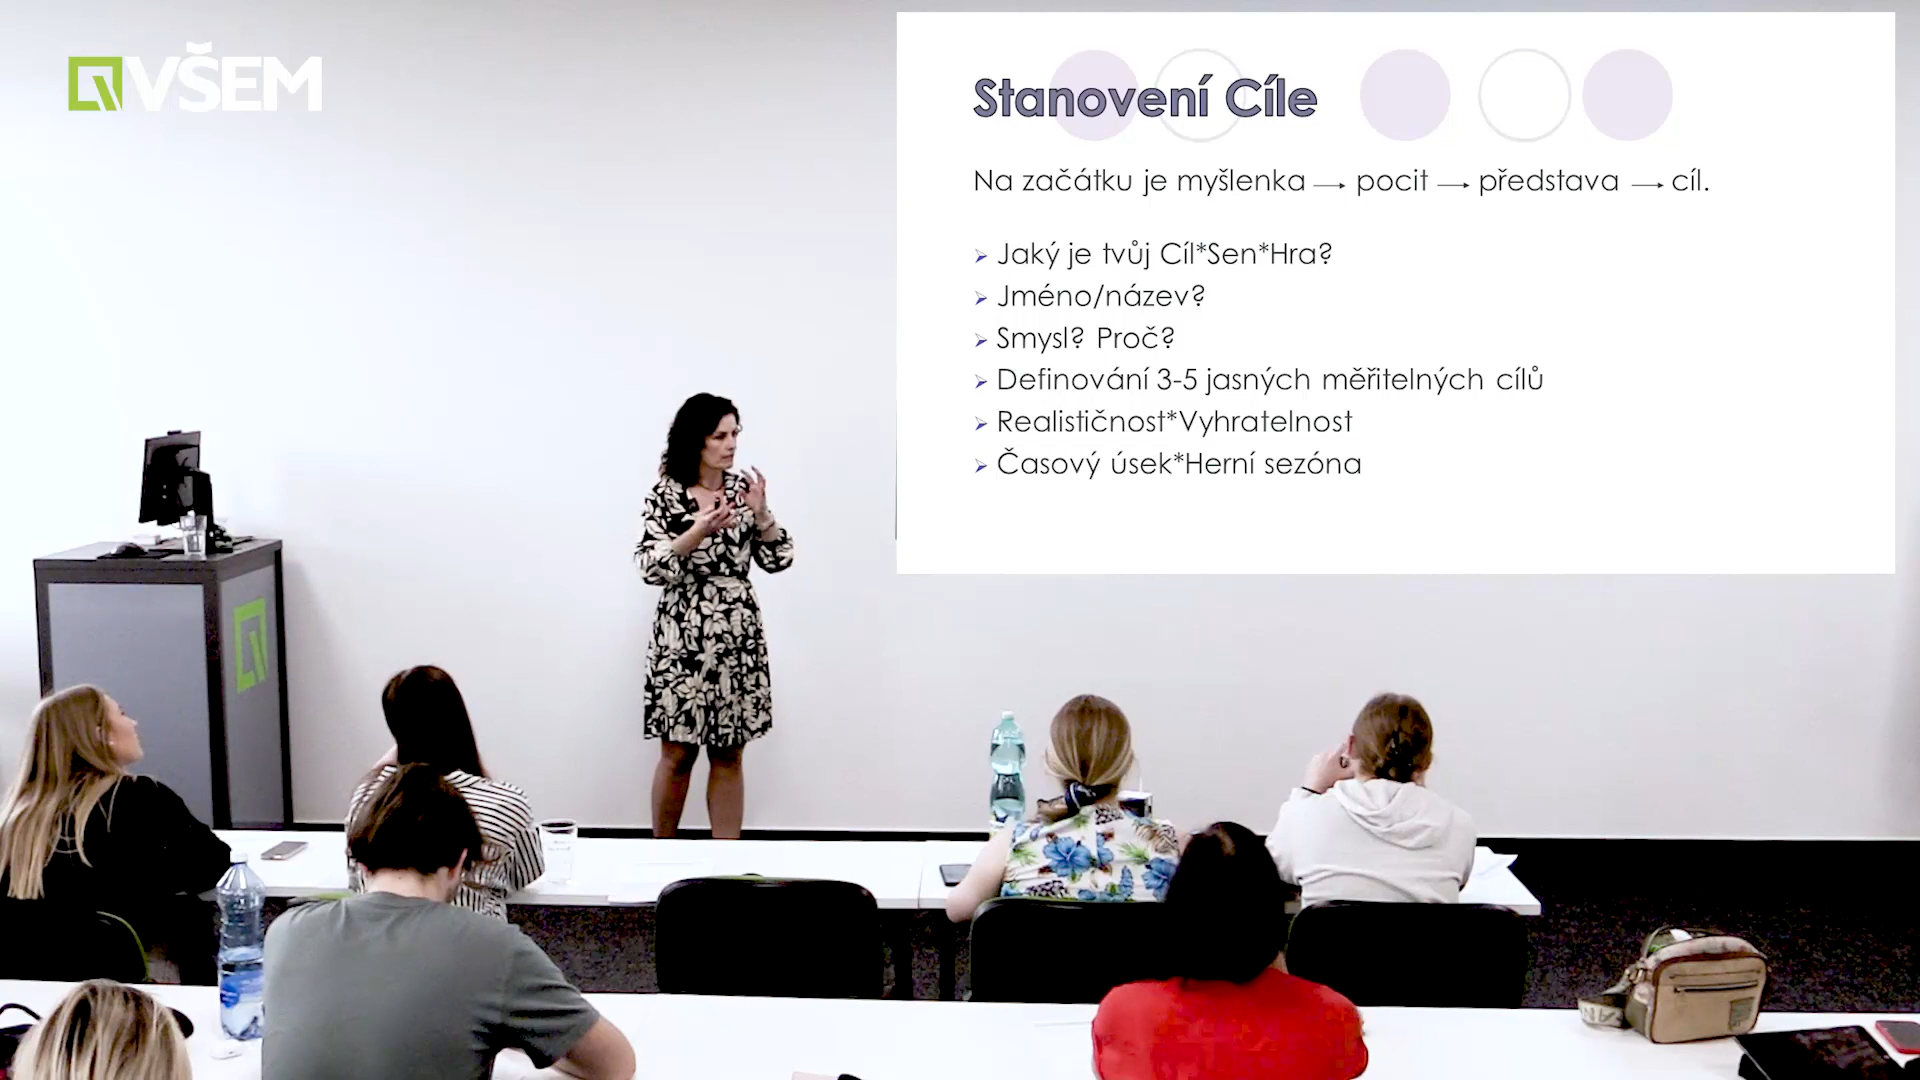 VŠEM
Stanovení Cíle
Na začátku je myšlenka → pocit → představa → cíl.
Jaký je tvůj Cíl*Sen*Hra?
Jméno/název?
Smysl? Proč?
Definování 3-5 jasných měřitelných cílů
Realističnost*Vyhratelnost
Časový úsek*Herní sezóna